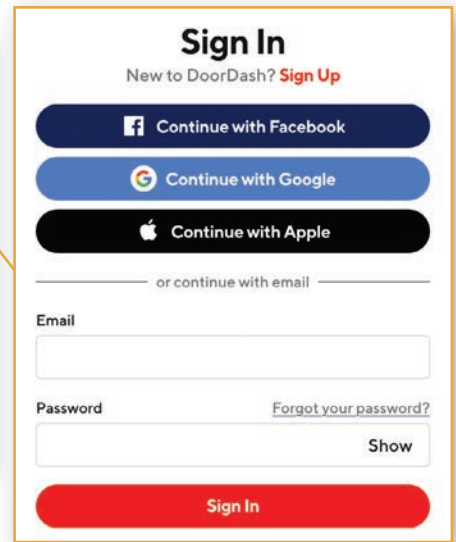 Sign In
New to DoorDash? Sign Up
Continue with Facebook
Continue with Google
Continue with Apple
or continue with email
Email
Password Forgot your password?
Show
Sign In